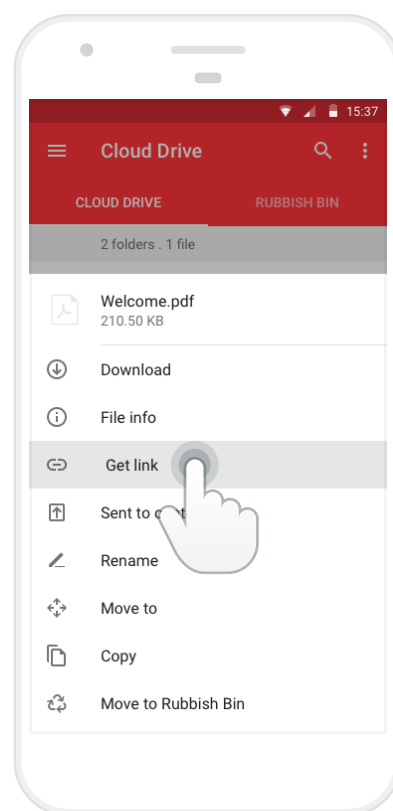 15:37
Cloud Drive
CLOUD DRIVE RUBBISH BIN
2 folders . 1 file
Welcome.pdf
210.50 KB
Download
File info
Get link
Sent to
Rename
Move to
Copy
Move to Rubbish Bin